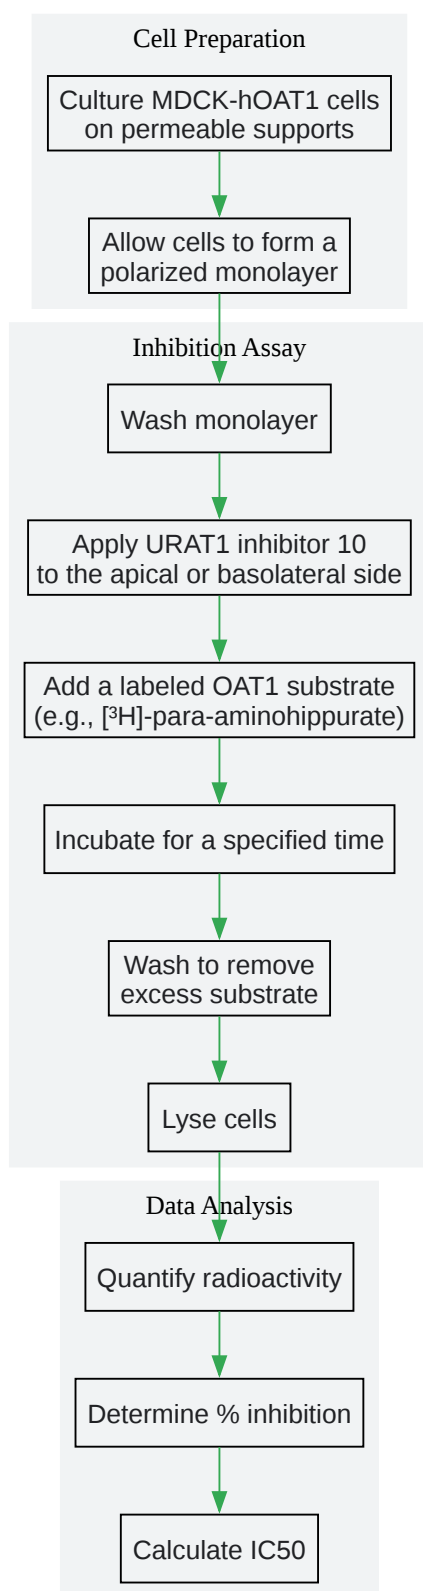 Cell Preparation
Culture MDCK-hOAT1 cells
on permeable supports
Allow cells to form a
polarized monolayer
Inhibition Assay
Wash monolayer
Apply URAT1 inhibitor 10
to the apical or basolateral side
Add a labeled OAT1 substrate
(e.g., [³H]-para-aminohippurate)
Incubate for a specified time
Wash to remove
excess substrate
Lyse cells
Data Analysis
Quantify radioactivity
Determine % inhibition
Calculate IC50